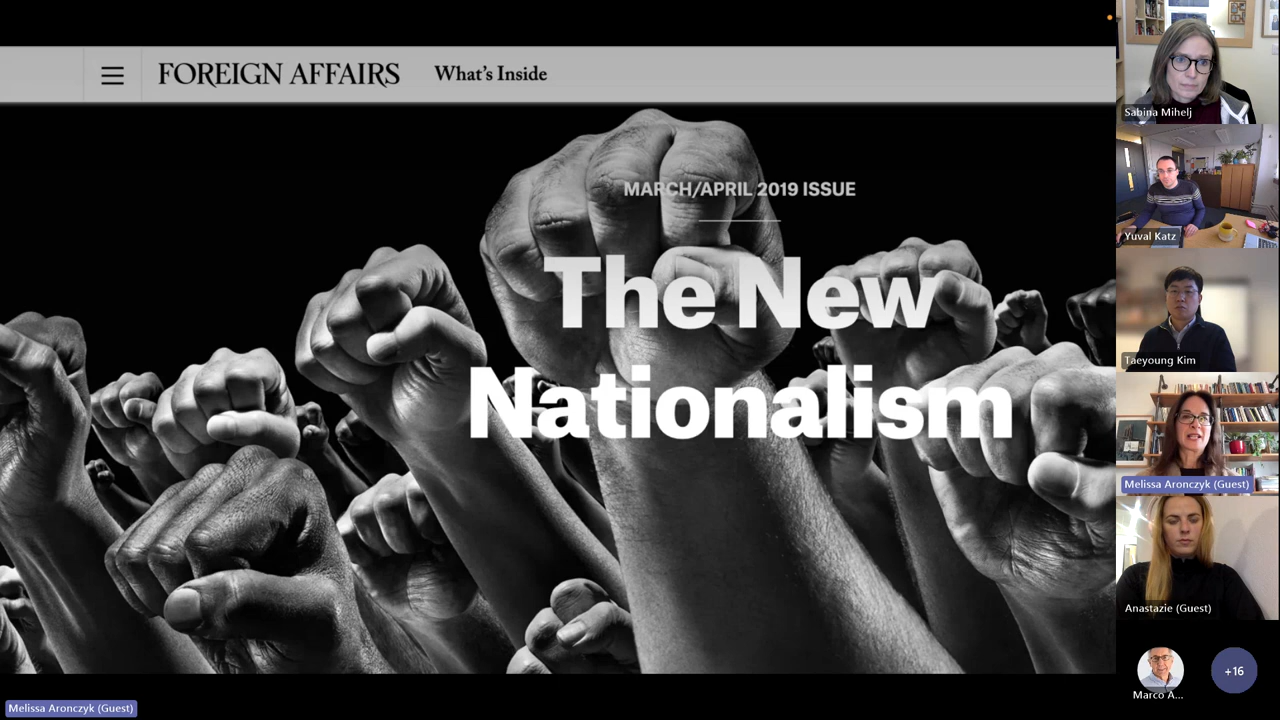 FOREIGN AFFAIRS What's Inside
MARCH/APRIL 2019 ISSUE
The New
Nationalism
Sabina Mihelj
Yuval Katz
Taeyoung Kim
Melissa Aronczyk (Guest)
Anastazie (Guest)
Marco A...
+16
Melissa Aronczyk (Guest)